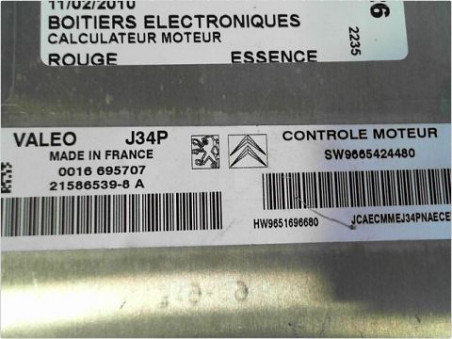 11/02/2010
BOITIERS ELECTRONIQUES
CALCULATEUR MOTEUR
ROUGE ESSENCE
2235
VALEO J34P
MADE IN FRANCE
0016 695707
21586539-8 A
CONTROLE MOTEUR
SW9665424480
HW9651696680 JCAECMMEJ34PNAECE